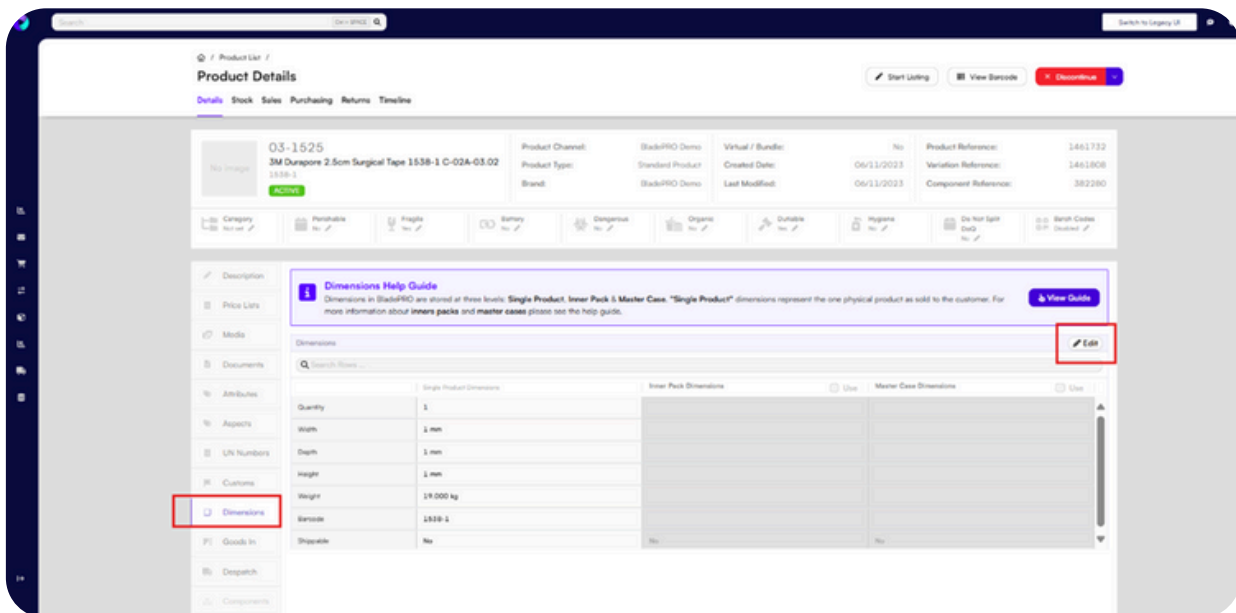 Search
Ctrl + SPACE
Switch to Legacy UI
/ Product List /
Product Details
Start Listing
View Barcode
× Discontinue
Details Stock Sales Purchasing Returns Timeline
No Image
03-1525
3M Durapore 2.5cm Surgical Tape 1538-1 C-02A-03.02
1538-1
ACTIVE
Product Channel: BladePRO Demo
Product Type: Standard Product
Brand: BladePRO Demo
Virtual / Bundle: No
Created Date: 06/11/2023
Last Modified: 06/11/2023
Product Reference: 1461732
Variation Reference: 1461808
Component Reference: 382280
Category
Not set
Perishable
No
Fragile
No
Battery
No
Dangerous
No
Organic
No
Dutiable
No
Hygiene
No
Do Not Split
DoQ
No
Batch Codes
Disabled
Description
Price Lists
Media
Documents
Attributes
Aspects
UN Numbers
Customs
Dimensions
Goods In
Despatch
Components
Dimensions Help Guide
Dimensions in BladePRO are stored at three levels: Single Product, Inner Pack & Master Case. "Single Product" dimensions represent the one physical product as sold to the customer. For
more information about inners packs and master cases please see the help guide.
View Guide
Dimensions
Edit
Search Rows ...
Single Product Dimensions
Inner Pack Dimensions
Use
Master Case Dimensions
Use
Quantity 1
Width 1 mm
Depth 1 mm
Height 1 mm
Weight 19.000 kg
Barcode 1538-1
Shippable No No No